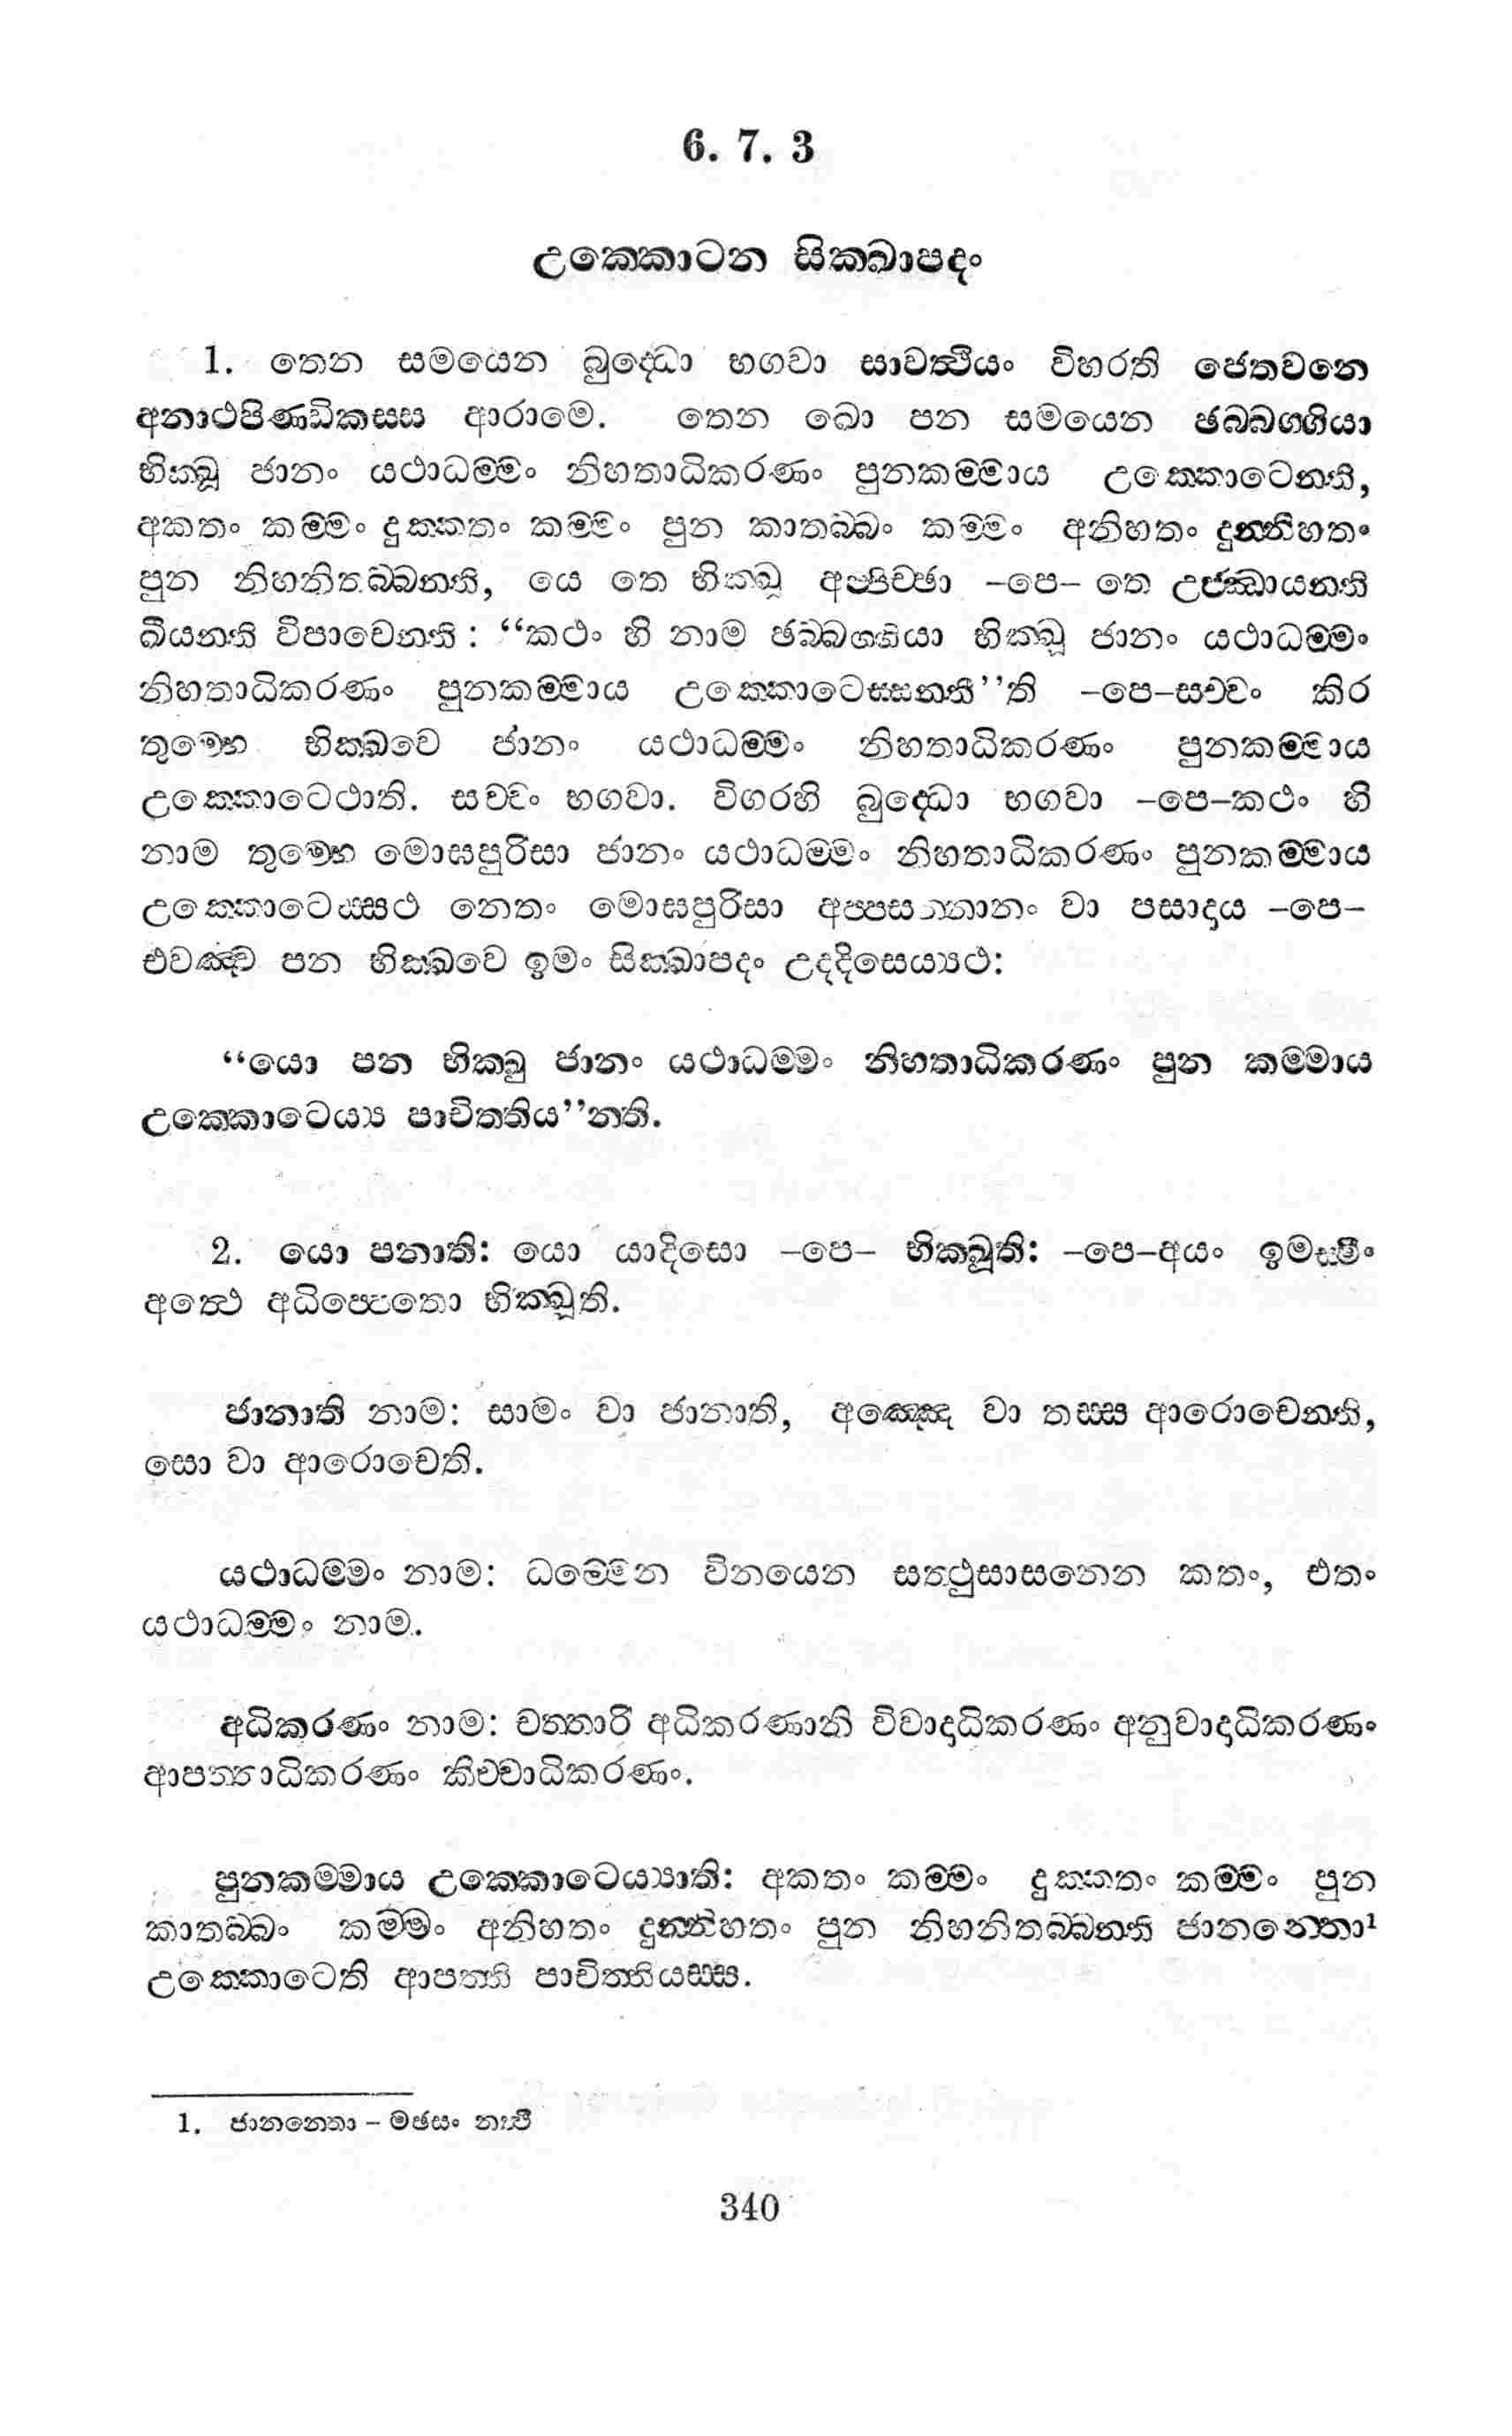 6. 7. 3
උක්කොටන සික්ඛාපදං
1. තෙන සමයෙන බුද්ධො භගවා සාවත්ථියං විහරති ජෙතවනෙ
අනාථපිණ්ඩිකස්ස ආරාමෙ. තෙන ඛො පන සමයෙන ඡබ්බග්ගියා
භික්ඛූ ජානං යථාධම්මං නිහතාධිකරණං පුනකම්මාය උක්කොටෙන්ති,
අකතං කම්මං දුක්කතං කම්මං පුන කාතබ්බං කම්මං අනිහතං දුන්නිහතං
පුන නිහනිතබ්බන්ති, යෙ තෙ භික්ඛූ අප්පිච්ඡා –පෙ– තෙ උජ්ඣායන්ති
ඛීයන්ති විපාචෙන්ති : “කථං හි නාම ඡබ්බග්ගියා භික්ඛූ ජානං යථාධම්මං
නිහතාධිකරණං පුනකම්මාය උක්කොටෙස්සන්තී’’ති –පෙ–සච්චං කිර
තුම්හෙ භික්ඛවෙ ජානං යථාධම්මං නිහතාධිකරණං පුනකම්මාය
උක්කොටෙථාති. සච්චං භගවා. විගරහි බුද්ධො භගවා –පෙ–කථං හි
නාම තුම්හෙ මොඝපුරිසා ජානං යථාධම්මං නිහතාධිකරණං පුනකම්මාය
උක්කොටෙස්සථ නෙතං මොඝපුරිසා අප්පසන්නානං වා පසාදාය –පෙ–
එවඤ්ච පන භික්ඛවෙ ඉමං සික්ඛාපදං උද්දිසෙය්‍යථ:
“යො පන භික්ඛු ජානං යථාධම්මං නිහතාධිකරණං පුන කම්මාය
උක්කොටෙය්‍ය පාචිත්තිය’’න්ති.
2. යො පනාති: යො යාදිසො –පෙ– භික්ඛූති: –පෙ–අයං ඉමස්මිං
අත්ථෙ අධිප්පෙතො භික්ඛූති.
ජානාති නාම: සාමං වා ජානාති, අඤ්ඤෙ වා තස්ස ආරොචෙන්ති,
සො වා ආරොචෙති.
යථාධම්මං නාම: ධම්මෙන විනයෙන සත්ථුසාසනෙන කතං, එතං
යථාධම්මං නාම.
අධිකරණං නාම: චත්තාරි අධිකරණානි විවාදාධිකරණං අනුවාදාධිකරණං
ආපත්තාධිකරණං කිච්චාධිකරණං.
පුනකම්මාය උක්කොටෙය්‍යාති: අකතං කම්මං දුක්කතං කම්මං පුන
කාතබ්බං කම්මං අනිහතං දුන්නිහතං පුන නිහනිතබ්බන්ති ජානන්තො¹
උක්කොටෙති ආපත්ති පාචිත්තියස්ස.
1. ජානන්තො – මඡසං නත්ථි
340